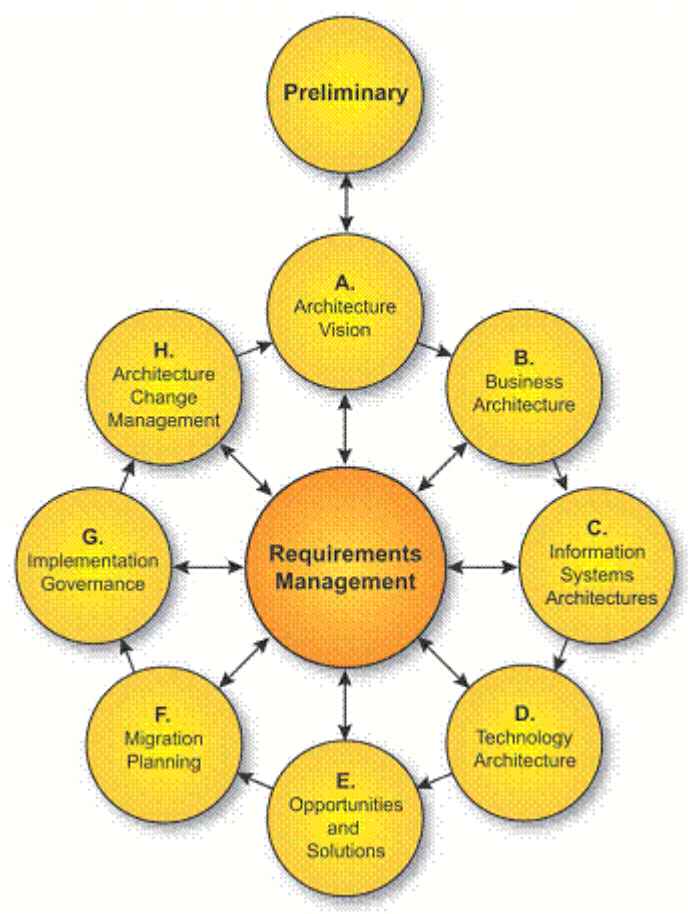 Preliminary
A.
Architecture
Vision
B.
Business
Architecture
C.
Information
Systems
Architectures
D.
Technology
Architecture
E.
Opportunities
and
Solutions
F.
Migration
Planning
G.
Implementation
Governance
H.
Architecture
Change
Management
Requirements
Management